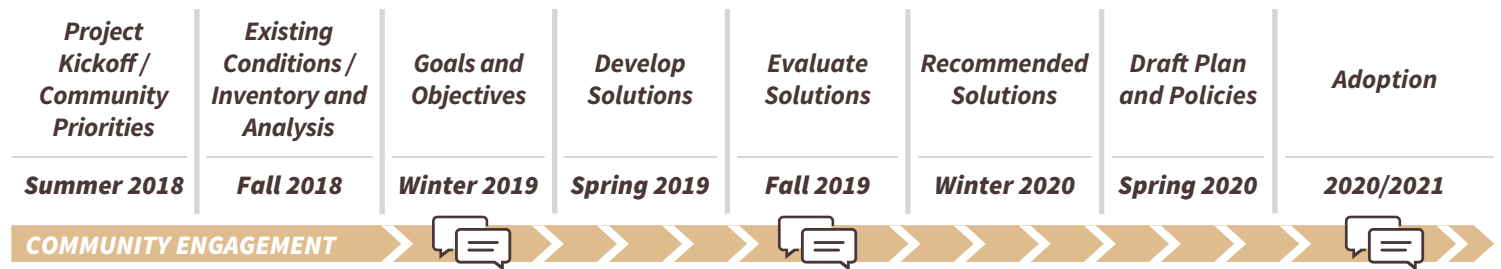 Project
Kickoff /
Community
Priorities
Existing
Conditions /
Inventory and
Analysis
Goals and
Objectives
Develop
Solutions
Evaluate
Solutions
Recommended
Solutions
Draft Plan
and Policies
Adoption
Summer 2018
Fall 2018
Winter 2019
Spring 2019
Fall 2019
Winter 2020
Spring 2020
2020/2021
COMMUNITY ENGAGEMENT